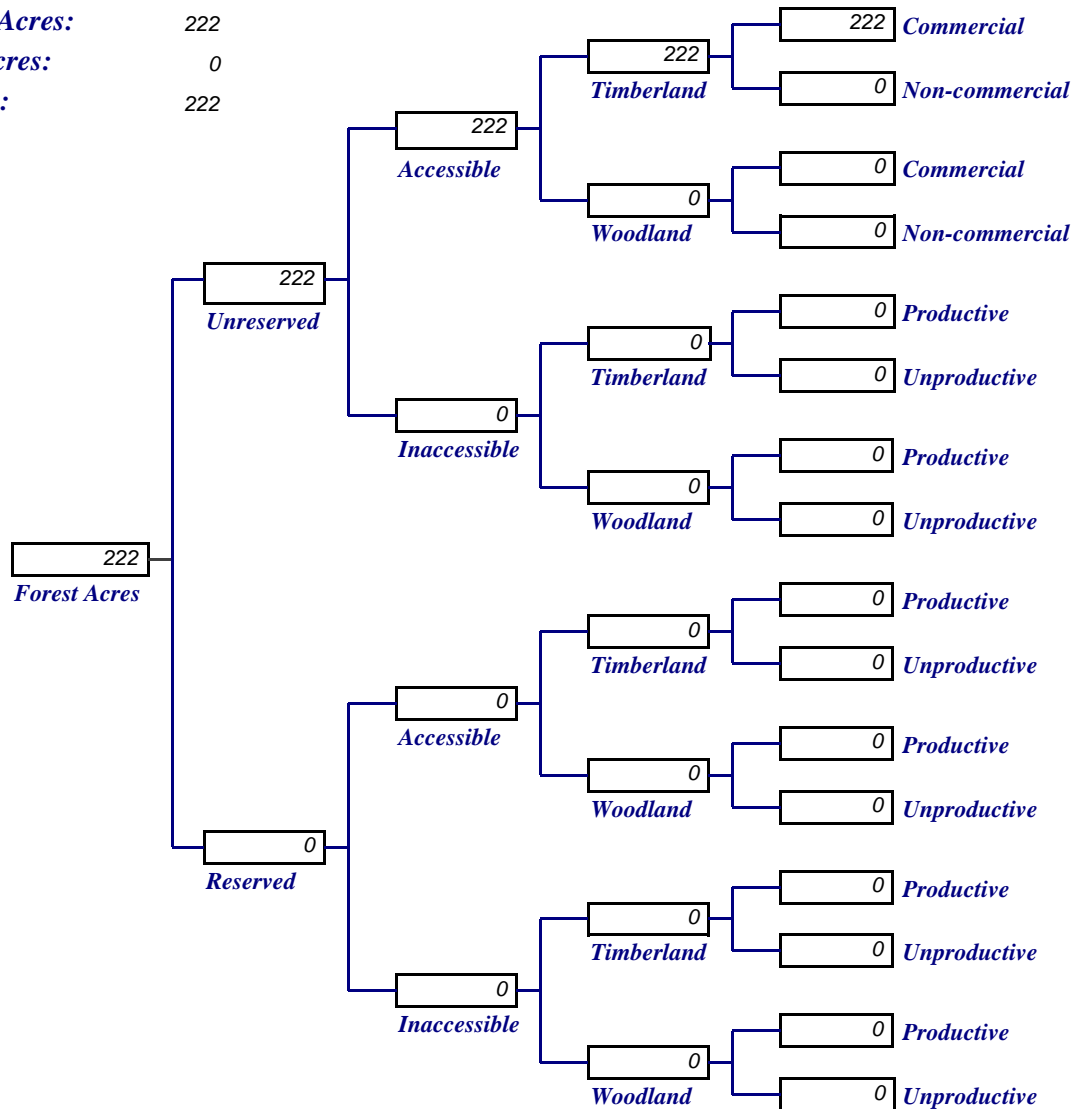 Acres: 222
222 Commercial
222
cres: 0
Timberland
0 Non-commercial
: 222
222
Accessible
0 Commercial
0
Woodland
0 Non-commercial
222
Unreserved
0 Productive
0
Timberland
0 Unproductive
0
Inaccessible
0 Productive
0
Woodland
0 Unproductive
222
Forest Acres
0 Productive
0
Timberland
0 Unproductive
0
Accessible
0 Productive
0
Woodland
0 Unproductive
0
Reserved
0 Productive
0
Timberland
0 Unproductive
0
Inaccessible
0 Productive
0
Woodland
0 Unproductive